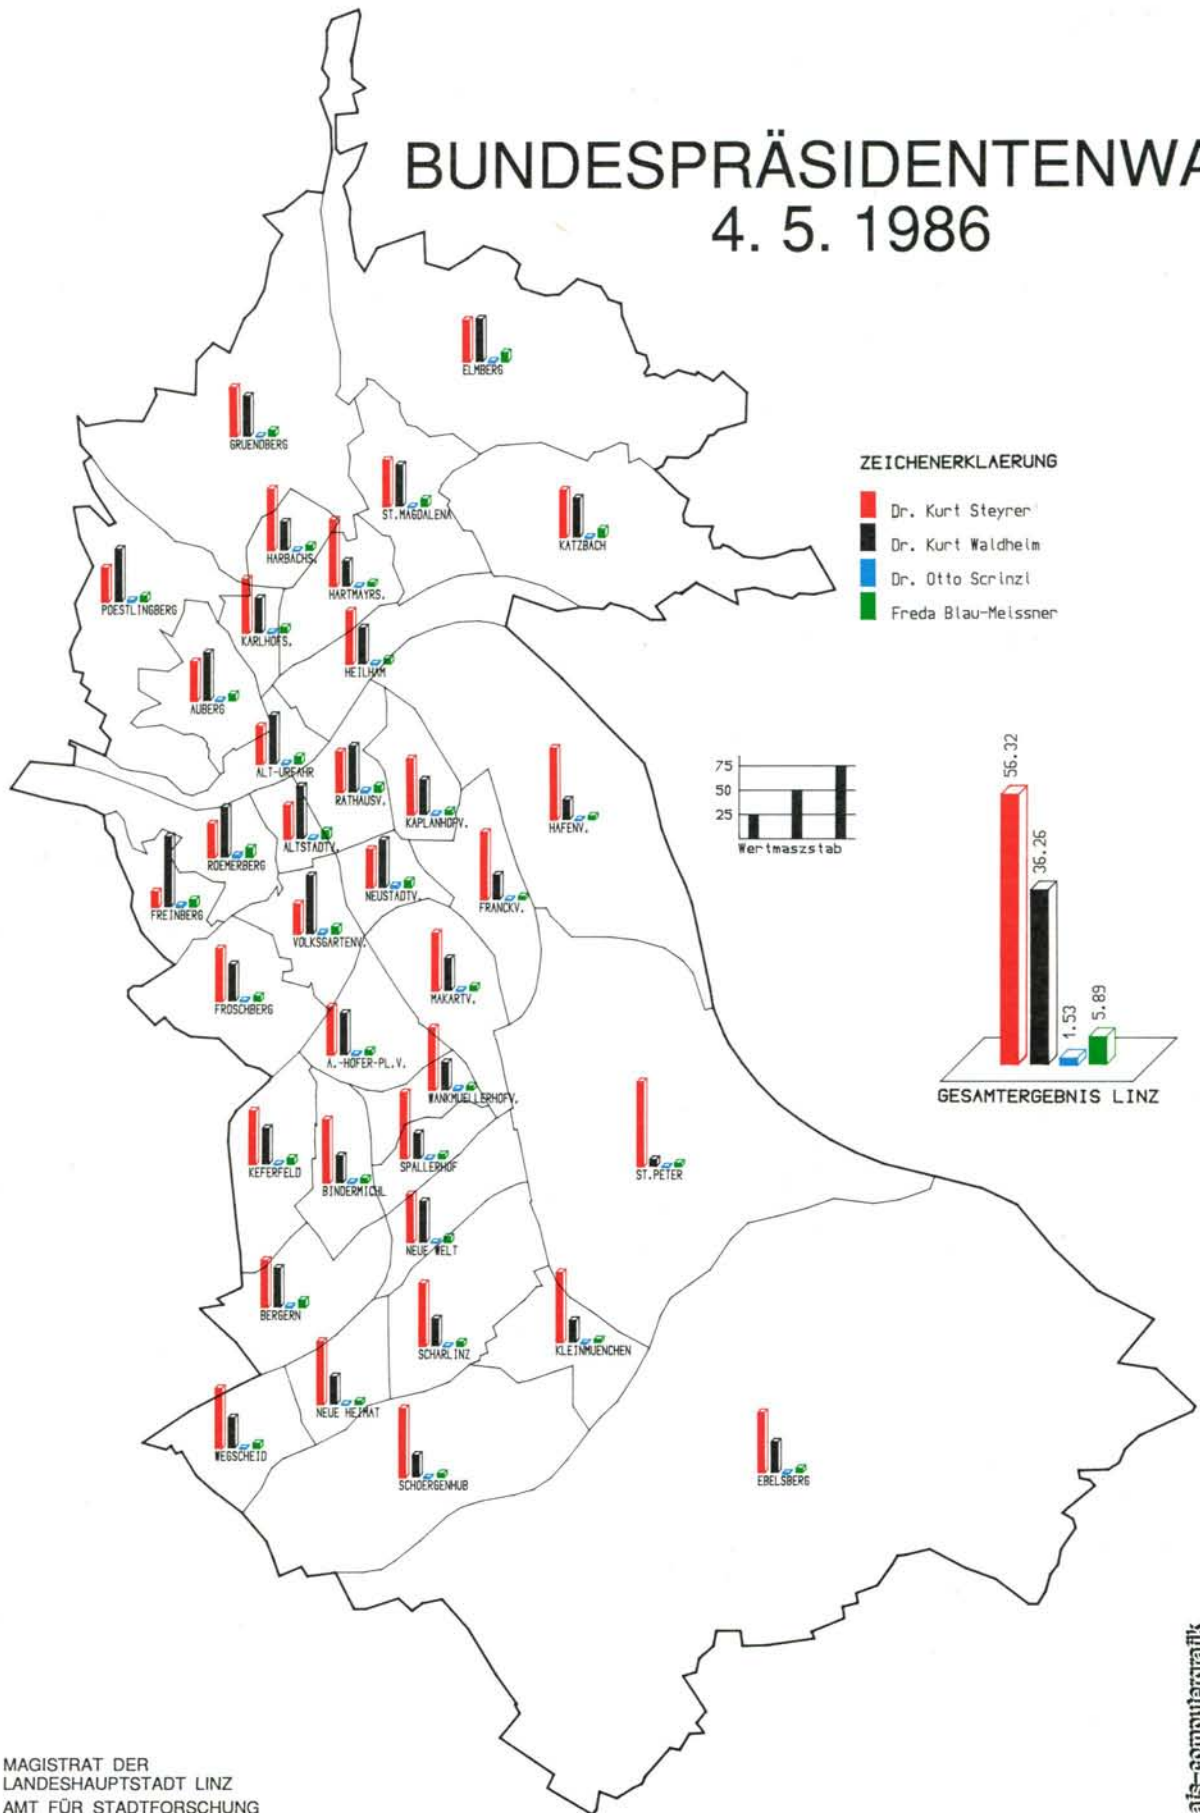 BUNDESPRÄSIDENTENWA
4. 5. 1986
ELMBERG
GRUENDBERG
ZEICHENERKLAERUNG
Dr. Kurt Steyrer
Dr. Kurt Waldheim
Dr. Otto Scrinzi
Freda Blau-Meissner
ST.MAGDALENA
KATZBACH
HARBACHS.
HARTMAYRS.
POESTLINGBERG
KARLHOFS.
HEILHAM
AUBERG
ALT-URFAHR
RATHAUSV.
KAPLANHOFV.
HAFENV.
75
50
25
Wertmaszstab
56.32
36.26
1.53
5.89
GESAMTERGEBNIS LINZ
ROEMERBERG
ALTSTADTV.
NEUSTADTV.
FRANCKV.
FREINBERG
VOLKSGARTENV.
FROSCHBERG
MAKARTV.
A.-HOFER-PL.V.
WANKMUELLERHOFV.
KEFERFELD
BINDERMICHL
SPALLERHOF
ST.PETER
NEUE WELT
BERGERN
SCHARLINZ
KLEINMUENCHEN
NEUE HEIMAT
WEGSCHEID
SCHOERGENHUB
EBELSBERG
MAGISTRAT DER
LANDESHAUPTSTADT LINZ
AMT FÜR STADTFORSCHUNG
ais-computergrafik